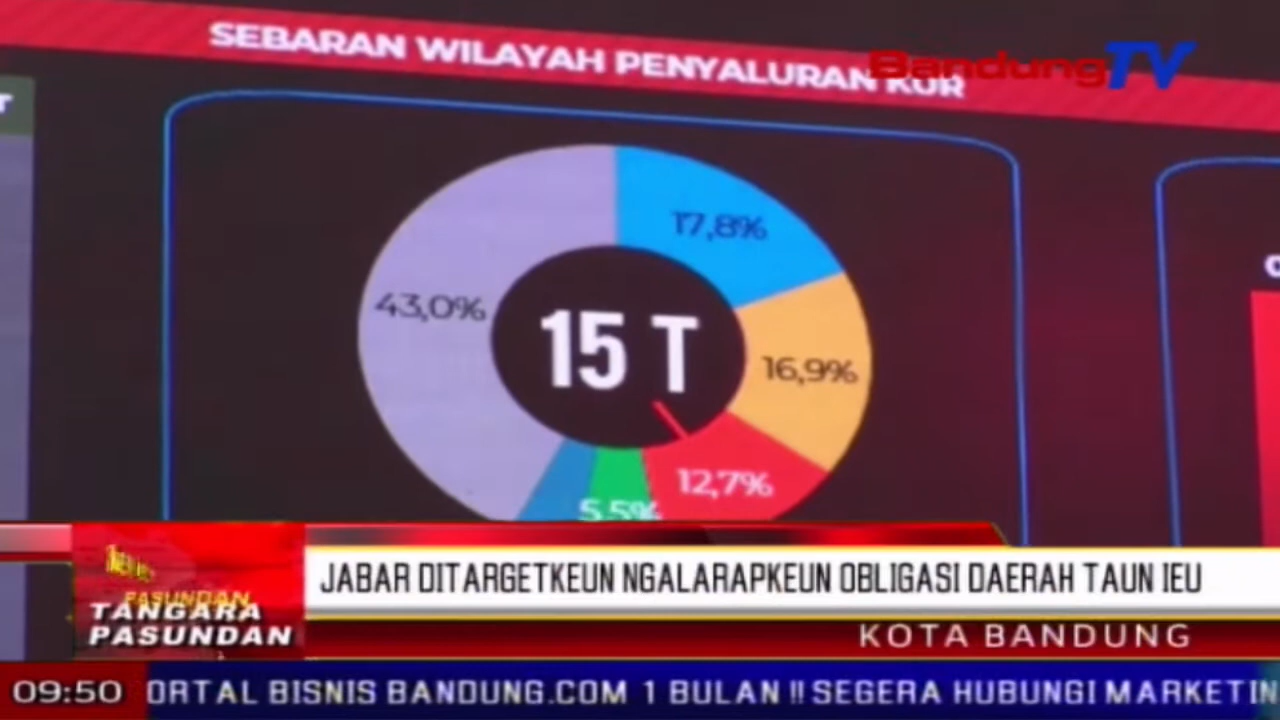 SEBARAN WILAYAH PENYALURAN KUR
BandungTV
T
17,8%
43,0%
15 T
16,9%
12,7%
5,5%
JABAR DITARGETKEUN NGALARAPKEUN OBLIGASI DAERAH TAUN IEU
PASUNDAN
TANGARA
PASUNDAN
KOTA BANDUNG
09:50 ORTAL BISNIS BANDUNG.COM 1 BULAN !! SEGERA HUBUNGI MARKETIN